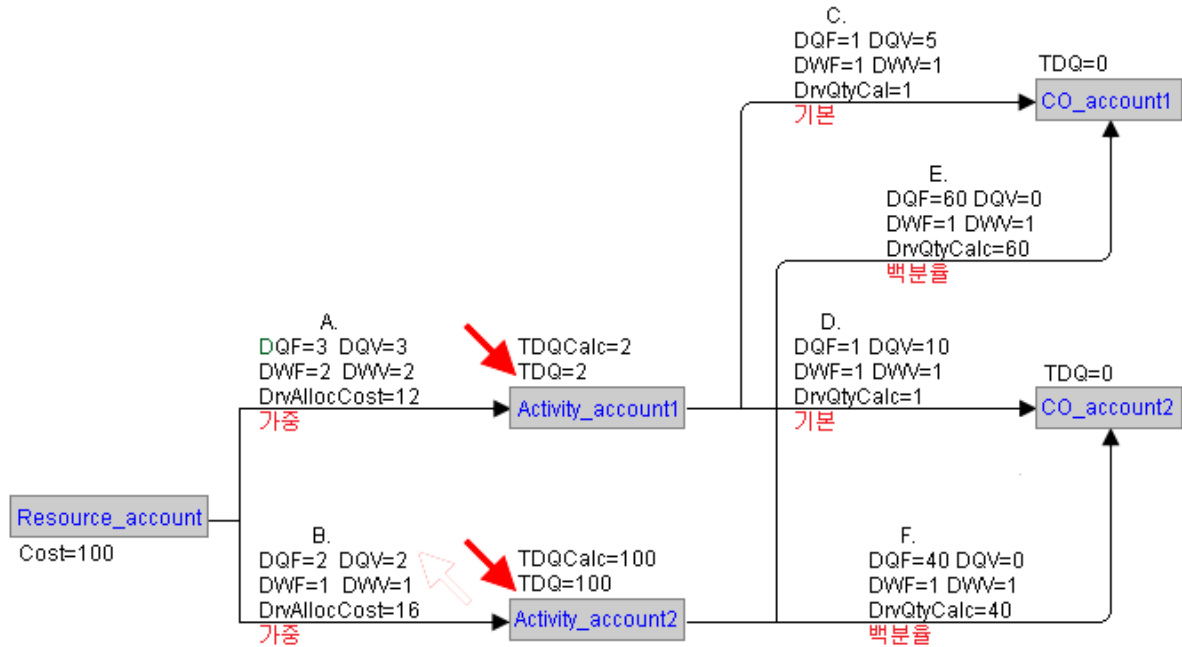 C.
DQF=1 DQV=5
DWF=1 DWV=1
DrvQtyCal=1
기본
TDQ=0
CO_account1
E.
DQF=60 DQV=0
DWF=1 DWV=1
DrvQtyCalc=60
백분율
A.
DQF=3 DQV=3
DWF=2 DWV=2
DrvAllocCost=12
가중
TDQCalc=2
TDQ=2
Activity_account1
D.
DQF=1 DQV=10
DWF=1 DWV=1
DrvQtyCalc=1
기본
TDQ=0
CO_account2
Resource_account
Cost=100
B.
DQF=2 DQV=2
DWF=1 DWV=1
DrvAllocCost=16
가중
TDQCalc=100
TDQ=100
Activity_account2
F.
DQF=40 DQV=0
DWF=1 DWV=1
DrvQtyCalc=40
백분율